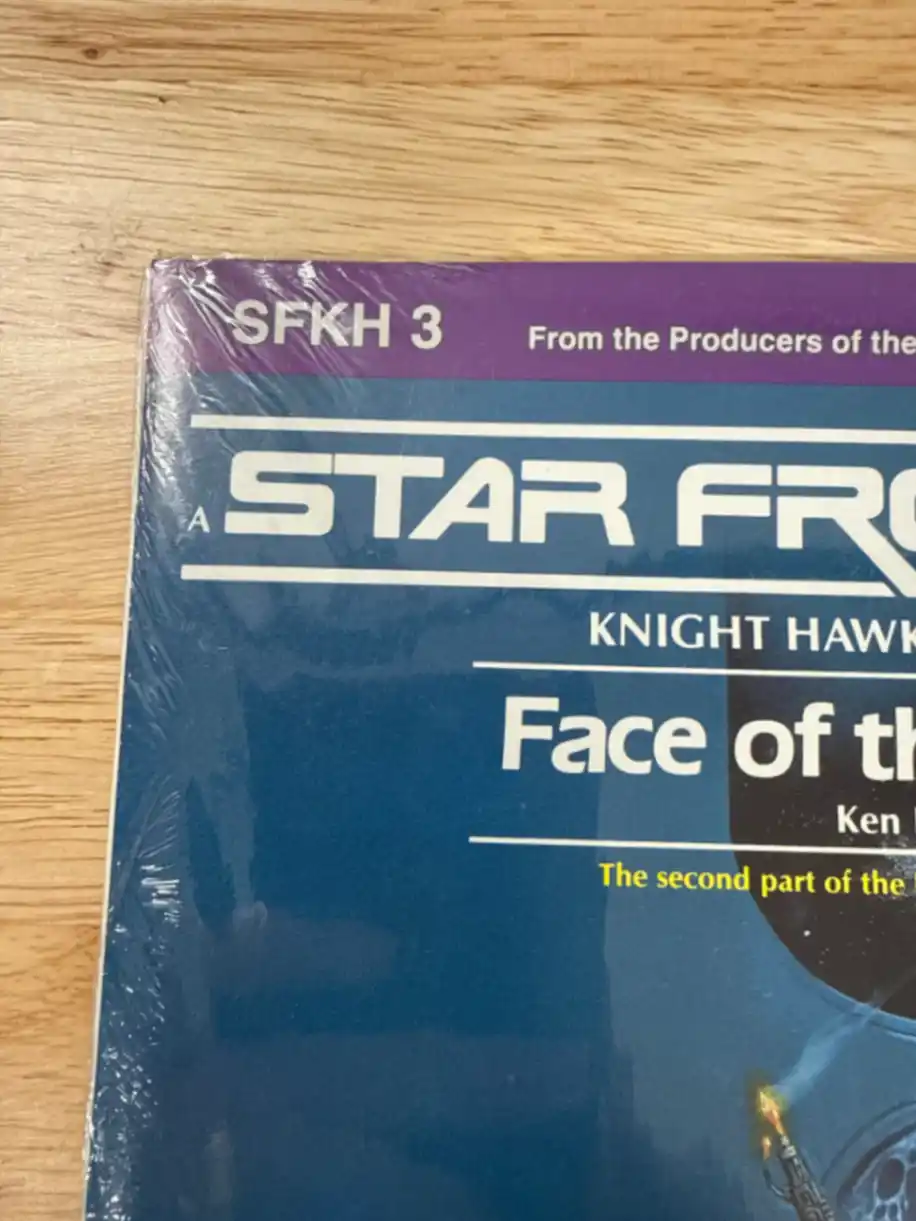 SFKH 3
From the Producers of the
A STAR FRO
KNIGHT HAWK
Face of th
Ken
The second part of the